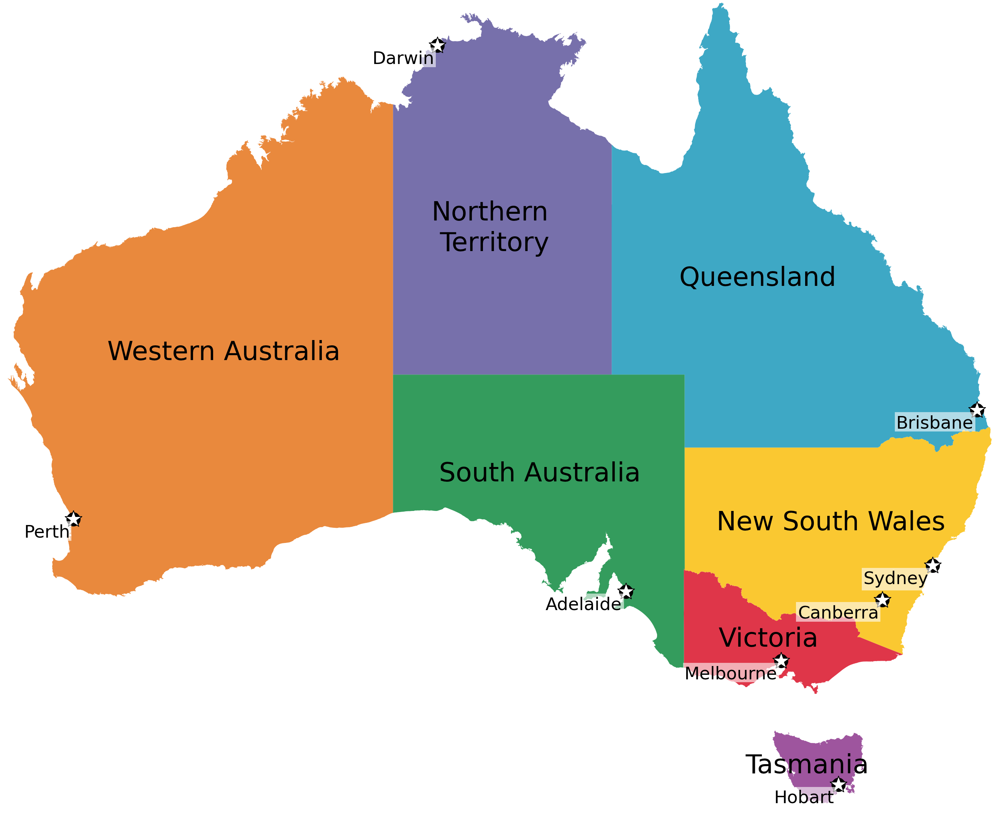 Darwin
Northern
Territory
Queensland
Western Australia
Brisbane
South Australia
New South Wales
Perth
Sydney
Adelaide
Canberra
Victoria
Melbourne
Tasmania
Hobart